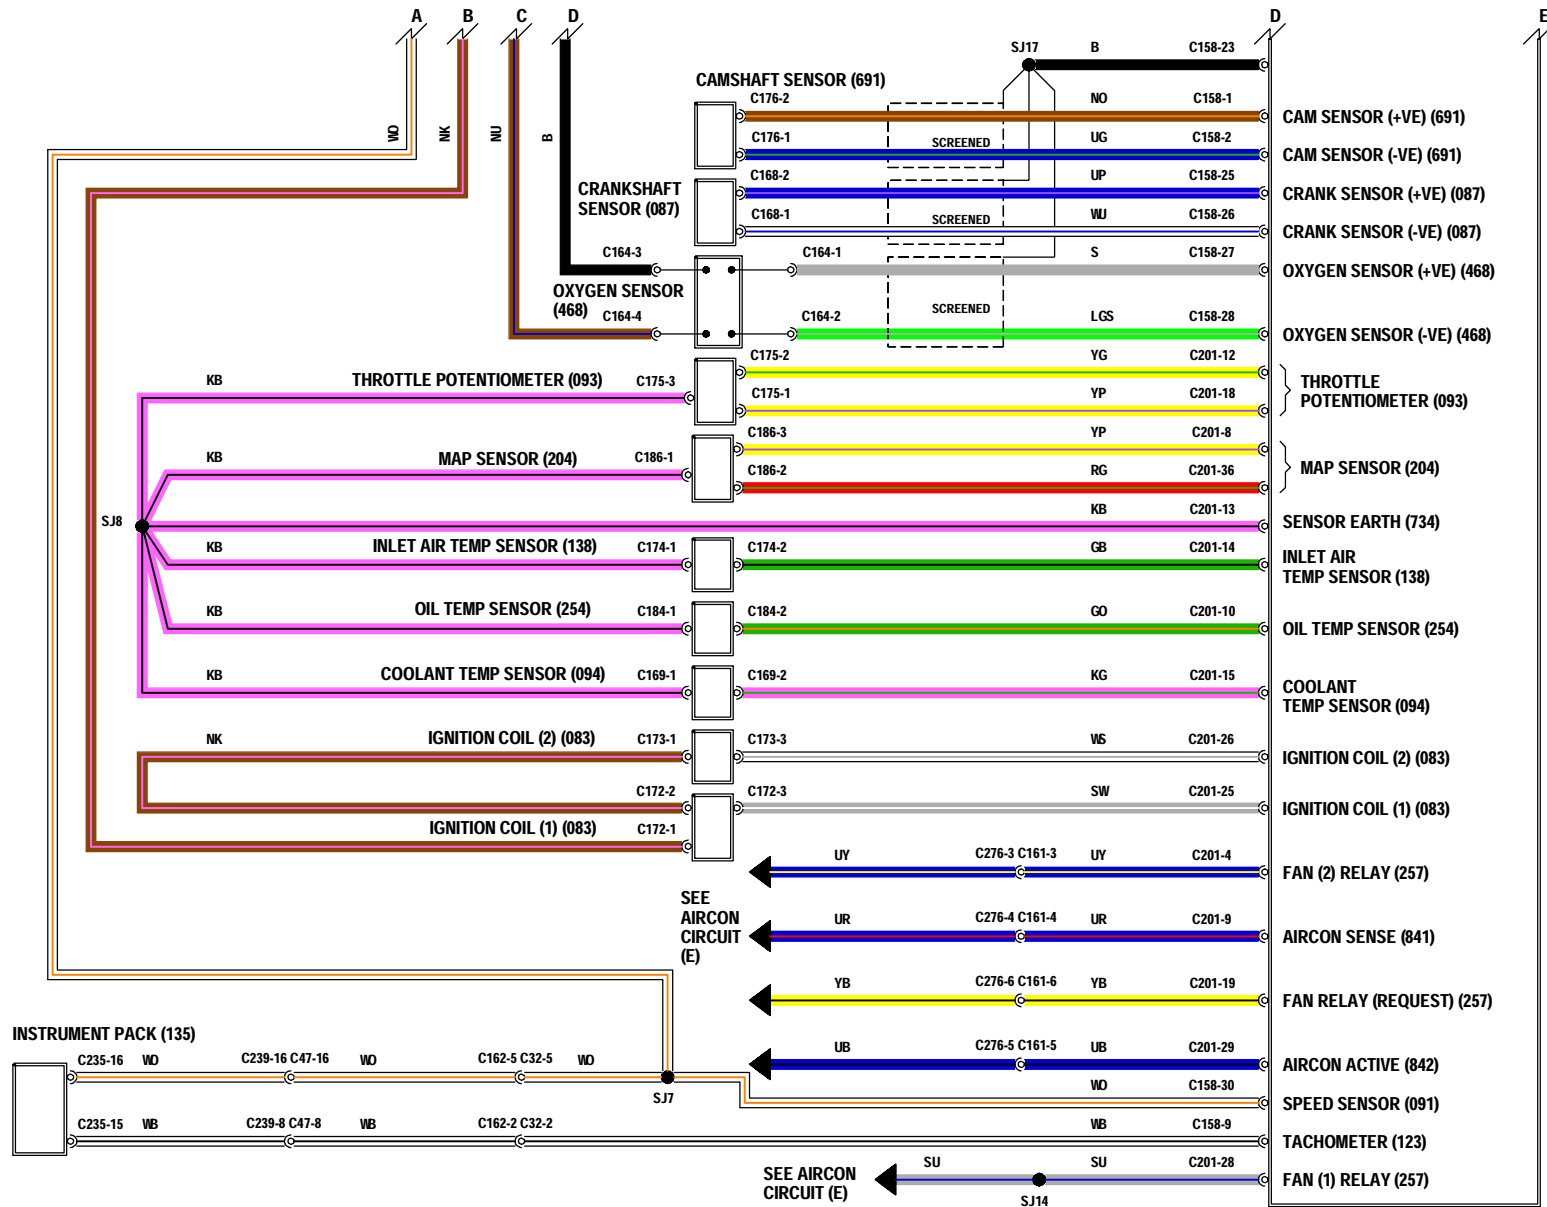 A B C D D E
SJ17 B C158-23
CAMSHAFT SENSOR (691)
C176-2 NO C158-1
CAM SENSOR (+VE) (691)
WO NK NU B
C176-1 SCREENED UG C158-2
CAM SENSOR (-VE) (691)
CRANKSHAFT
SENSOR (087)
C168-2 UP C158-25
CRANK SENSOR (+VE) (087)
C168-1 SCREENED WU C158-26
CRANK SENSOR (-VE) (087)
C164-3 C164-1 S C158-27
OXYGEN SENSOR (+VE) (468)
OXYGEN SENSOR
(468)
SCREENED
C164-4 C164-2 LGS C158-28
OXYGEN SENSOR (-VE) (468)
C175-2 YG C201-12
KB THROTTLE POTENTIOMETER (093) C175-3
THROTTLE
POTENTIOMETER (093)
C175-1 YP C201-18
C186-3 YP C201-8
KB MAP SENSOR (204) C186-1
MAP SENSOR (204)
C186-2 RG C201-36
SJ8 KB C201-13
SENSOR EARTH (734)
KB INLET AIR TEMP SENSOR (138) C174-1 C174-2 GB C201-14
INLET AIR
TEMP SENSOR (138)
KB OIL TEMP SENSOR (254) C184-1 C184-2 GO C201-10
OIL TEMP SENSOR (254)
KB COOLANT TEMP SENSOR (094) C169-1 C169-2 KG C201-15
COOLANT
TEMP SENSOR (094)
NK IGNITION COIL (2) (083) C173-1 C173-3 WS C201-26
IGNITION COIL (2) (083)
C172-2 C172-3 SW C201-25
IGNITION COIL (1) (083)
IGNITION COIL (1) (083) C172-1
UY C276-3 C161-3 UY C201-4
FAN (2) RELAY (257)
SEE
AIRCON
CIRCUIT
(E)
UR C276-4 C161-4 UR C201-9
AIRCON SENSE (841)
YB C276-6 C161-6 YB C201-19
FAN RELAY (REQUEST) (257)
INSTRUMENT PACK (135)
UB C276-5 C161-5 UB C201-29
AIRCON ACTIVE (842)
C235-16 WO C239-16 C47-16 WO C162-5 C32-5 WO
SJ7
WO C158-30
SPEED SENSOR (091)
C235-15 WB C239-8 C47-8 WB C162-2 C32-2 WB C158-9
TACHOMETER (123)
SEE AIRCON
CIRCUIT (E)
SU SU C201-28
FAN (1) RELAY (257)
SJ14